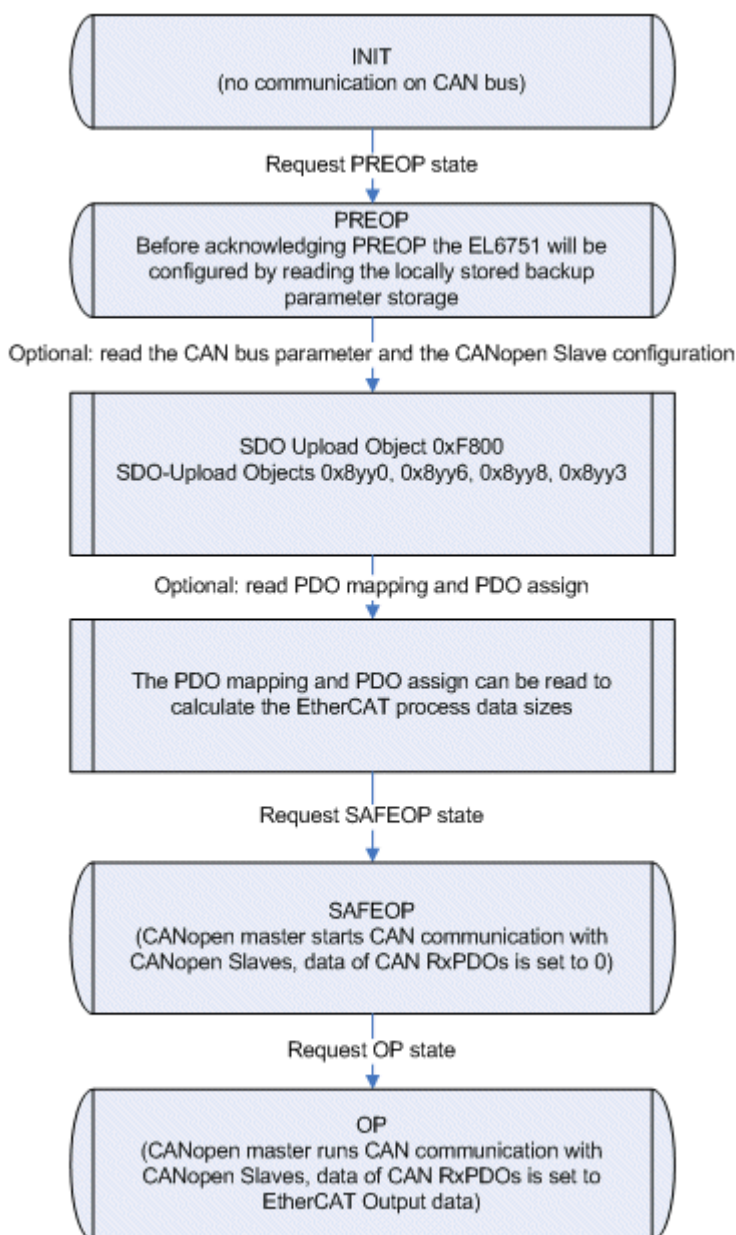 INIT
(no communication on CAN bus)
Request PREOP state
PREOP
Before acknowledging PREOP the EL6751 will be
configured by reading the locally stored backup
parameter storage
Optional: read the CAN bus parameter and the CANopen Slave configuration
SDO Upload Object 0xF800
SDO-Upload Objects 0x8yy0, 0x8yy6, 0x8yy8, 0x8yy3
Optional: read PDO mapping and PDO assign
The PDO mapping and PDO assign can be read to
calculate the EtherCAT process data sizes
Request SAFEOP state
SAFEOP
(CANopen master starts CAN communication with
CANopen Slaves, data of CAN RxPDOs is set to 0)
Request OP state
OP
(CANopen master runs CAN communication with
CANopen Slaves, data of CAN RxPDOs is set to
EtherCAT Output data)